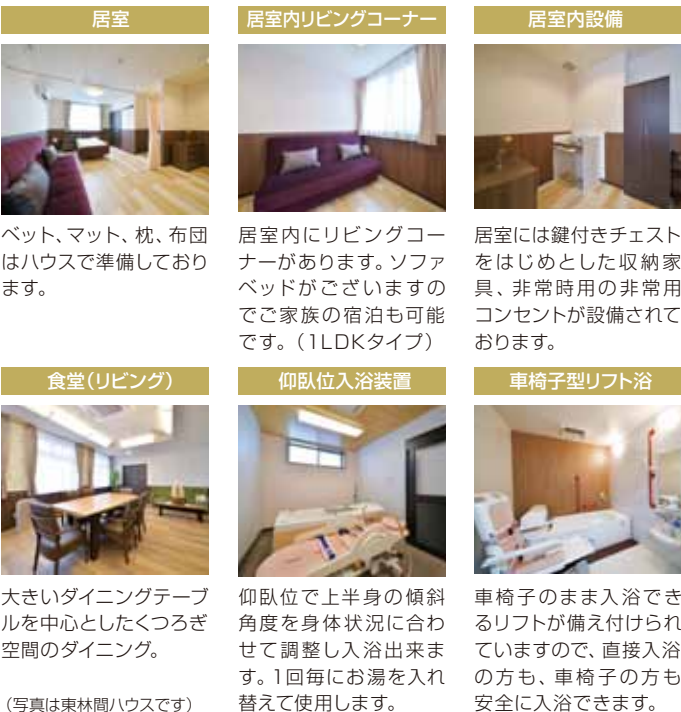 居室
ベット、マット、枕、布団
はハウスで準備しており
ます。
居室内リビングコーナー
居室内にリビングコー
ナーがあります。ソファ
ベッドがございますの
でご家族の宿泊も可能
です。（1LDKタイプ）
居室内設備
居室には鍵付きチェスト
をはじめとした収納家
具、非常時用の非常用
コンセントが設備されて
おります。
食堂（リビング）
大きいダイニングテーブ
ルを中心としたくつろぎ
空間のダイニング。
（写真は東林間ハウスです）
仰臥位入浴装置
仰臥位で上半身の傾斜
角度を身体状況に合わ
せて調整し入浴出来ま
す。1回毎にお湯を入れ
替えて使用します。
車椅子型リフト浴
車椅子のまま入浴でき
るリフトが備え付けられ
ていますので、直接入浴
の方も、車椅子の方も
安全に入浴できます。